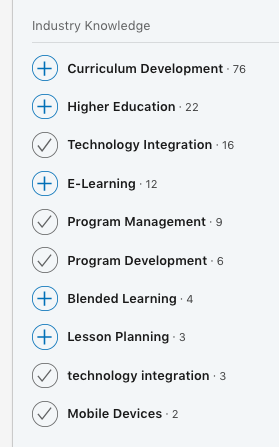 Industry Knowledge
Curriculum Development · 76
Higher Education · 22
Technology Integration · 16
E-Learning · 12
Program Management · 9
Program Development · 6
Blended Learning · 4
Lesson Planning · 3
technology integration · 3
Mobile Devices · 2